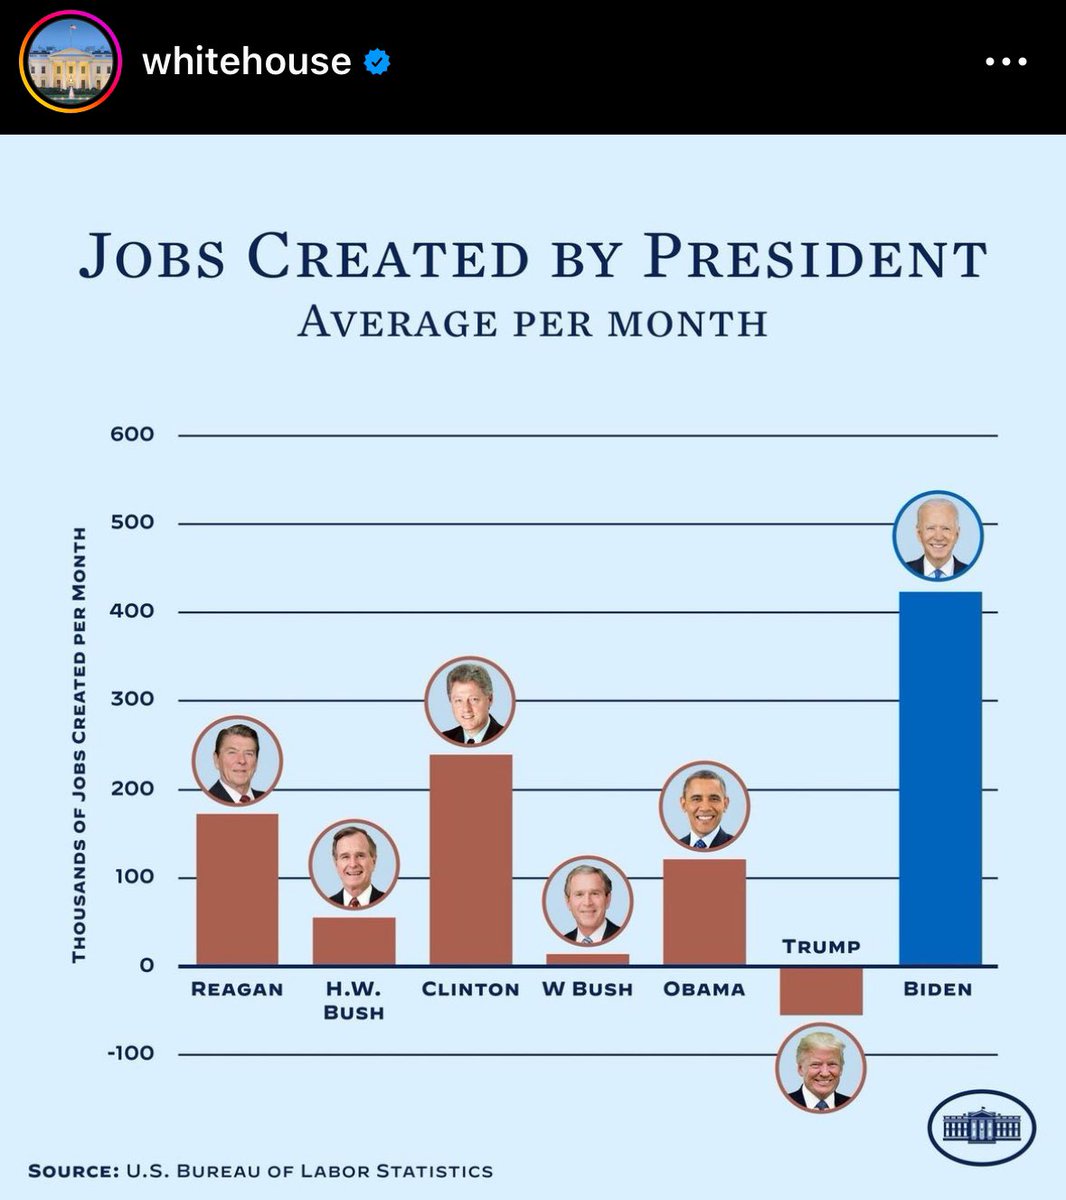 whitehouse
JOBS CREATED BY PRESIDENT
AVERAGE PER MONTH
THOUSANDS OF JOBS CREATED PER MONTH
600
500
400
300
200
100
0
-100
REAGAN
H.W.
BUSH
CLINTON
W BUSH
OBAMA
TRUMP
BIDEN
SOURCE: U.S. BUREAU OF LABOR STATISTICS